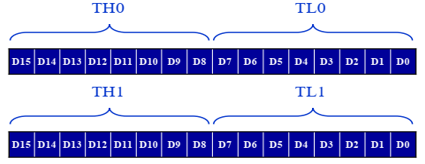 TH0 TL0
D15 D14 D13 D12 D11 D10 D9 D8 D7 D6 D5 D4 D3 D2 D1 D0
TH1 TL1
D15 D14 D13 D12 D11 D10 D9 D8 D7 D6 D5 D4 D3 D2 D1 D0